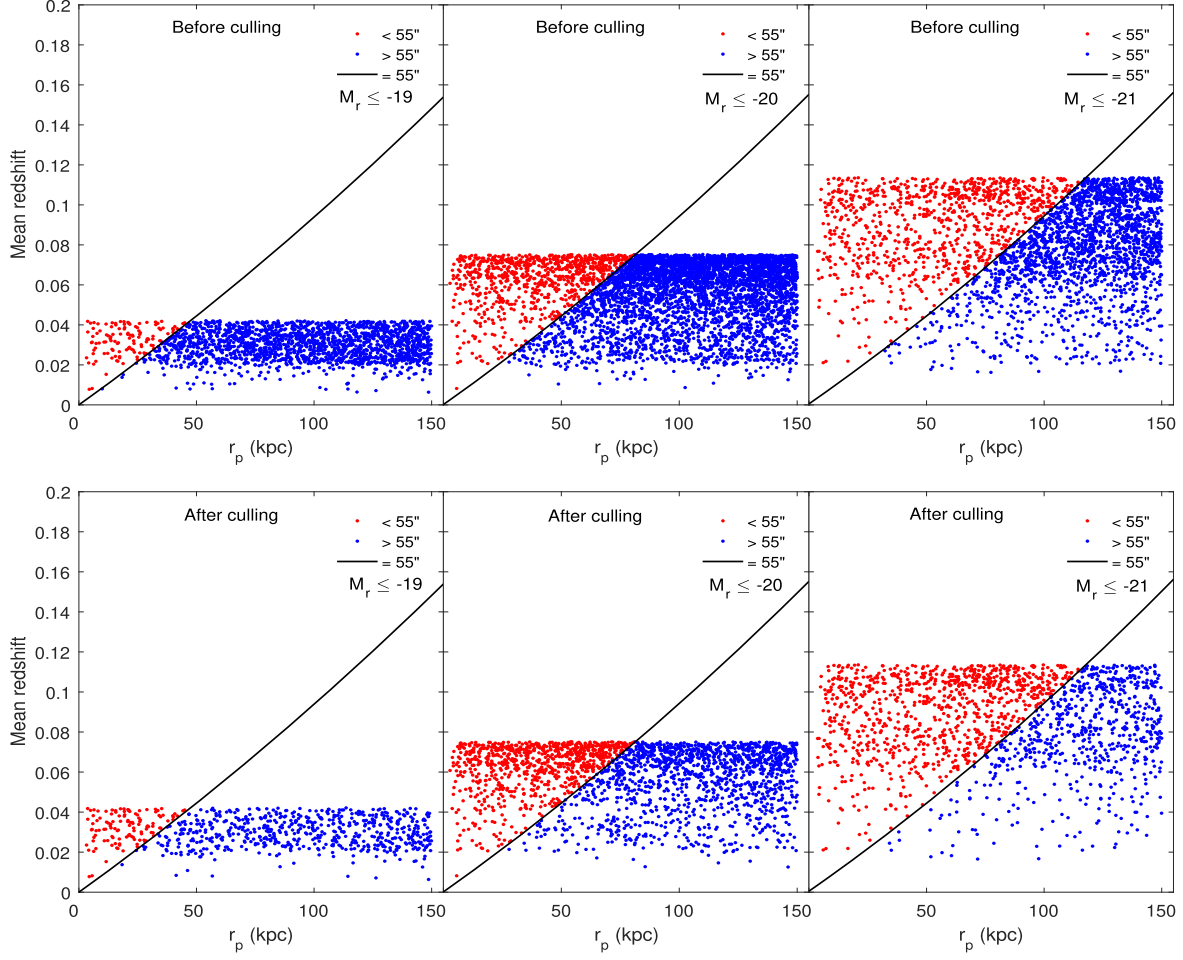 Before culling
< 55"
> 55"
= 55"
M_r ≤ -19
Before culling
< 55"
> 55"
= 55"
M_r ≤ -20
Before culling
< 55"
> 55"
= 55"
M_r ≤ -21
0.2
0.18
0.16
0.14
0.12
0.1
0.08
0.06
0.04
0.02
0
Mean redshift
0 50 100 150
50 100 150
50 100 150
r_p (kpc)
r_p (kpc)
r_p (kpc)
After culling
< 55"
> 55"
= 55"
M_r ≤ -19
After culling
< 55"
> 55"
= 55"
M_r ≤ -20
After culling
< 55"
> 55"
= 55"
M_r ≤ -21
0.2
0.18
0.16
0.14
0.12
0.1
0.08
0.06
0.04
0.02
0
Mean redshift
0 50 100 150
50 100 150
50 100 150
r_p (kpc)
r_p (kpc)
r_p (kpc)